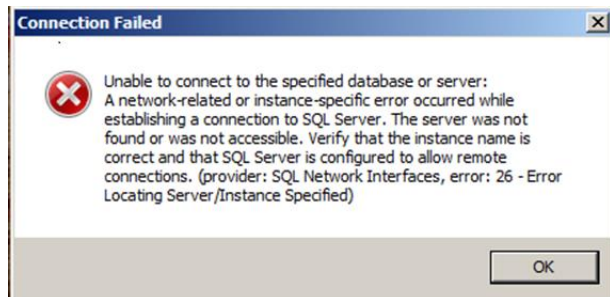 Connection Failed
Unable to connect to the specified database or server:
A network-related or instance-specific error occurred while
establishing a connection to SQL Server. The server was not
found or was not accessible. Verify that the instance name is
correct and that SQL Server is configured to allow remote
connections. (provider: SQL Network Interfaces, error: 26 - Error
Locating Server/Instance Specified)
OK